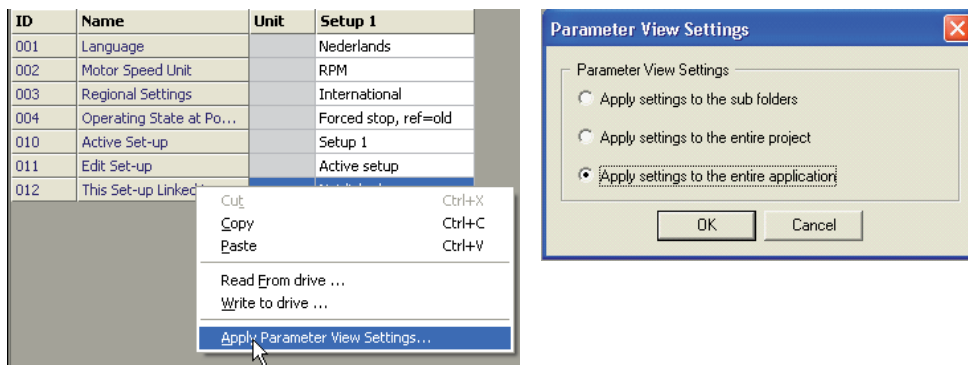 ID Name Unit Setup 1
001 Language Nederlands
002 Motor Speed Unit RPM
003 Regional Settings International
004 Operating State at Po... Forced stop, ref=old
010 Active Set-up Setup 1
011 Edit Set-up Active setup
012 This Set-up Linked
Cut Ctrl+X
Copy Ctrl+C
Paste Ctrl+V
Read From drive ...
Write to drive ...
Apply Parameter View Settings...
Parameter View Settings
Parameter View Settings
Apply settings to the sub folders
Apply settings to the entire project
Apply settings to the entire application
OK Cancel